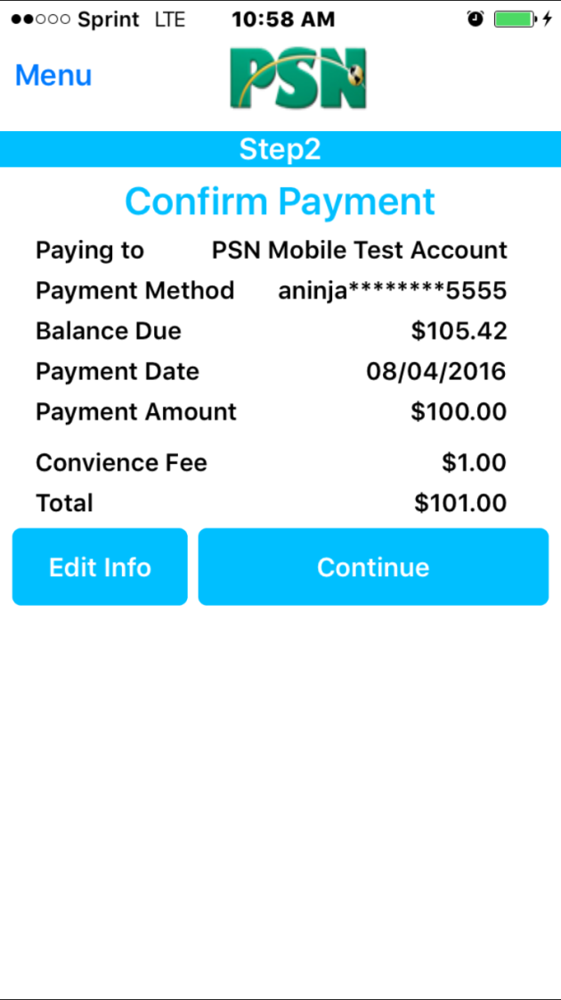 Sprint LTE 10:58 AM
Menu PSN
Step2
Confirm Payment
Paying to PSN Mobile Test Account
Payment Method aninja********5555
Balance Due $105.42
Payment Date 08/04/2016
Payment Amount $100.00
Convience Fee $1.00
Total $101.00
Edit Info Continue